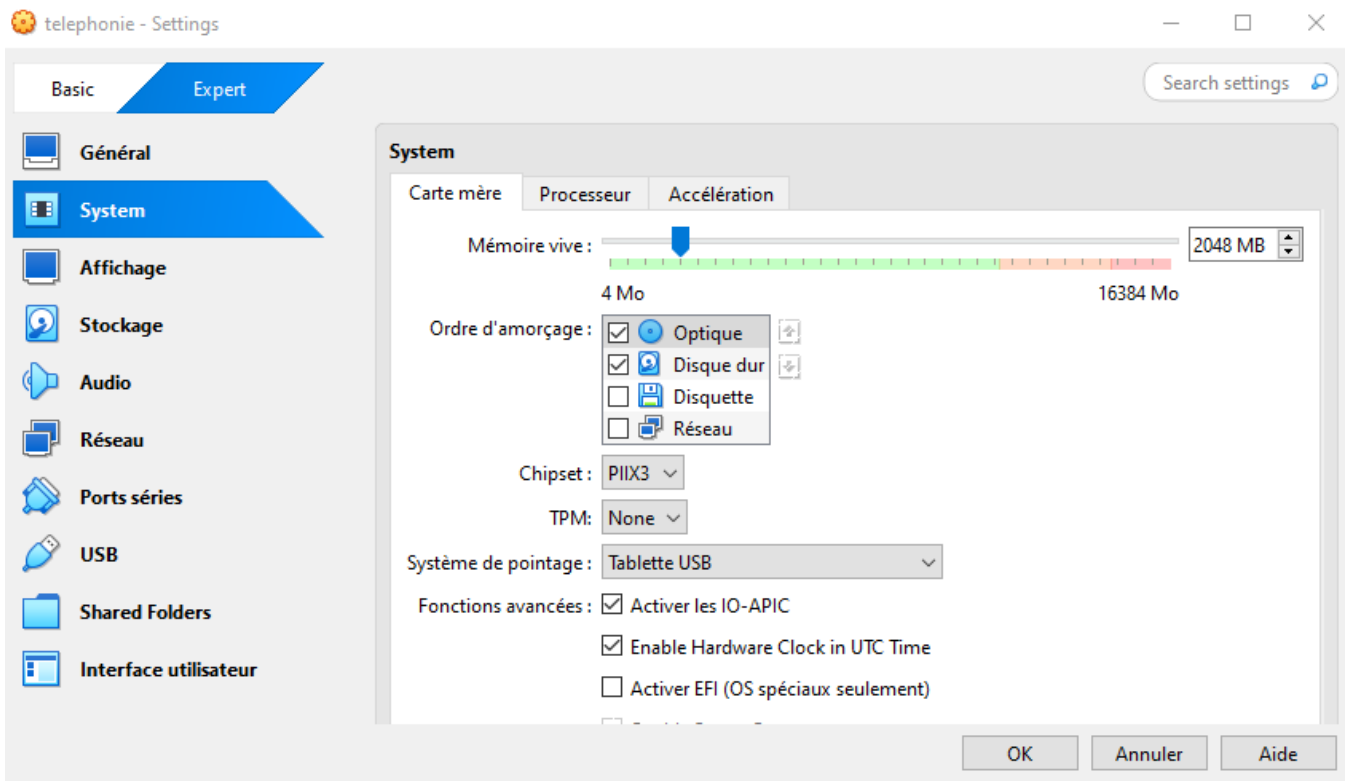 telephonie - Settings
Basic
Expert
Search settings
Général
System
Affichage
Stockage
Audio
Réseau
Ports séries
USB
Shared Folders
Interface utilisateur
System
Carte mère Processeur Accélération
Mémoire vive : 2048 MB
4 Mo 16384 Mo
Ordre d'amorçage : Optique
Disque dur
Disquette
Réseau
Chipset : PIIX3
TPM: None
Système de pointage : Tablette USB
Fonctions avancées : Activer les IO-APIC
Enable Hardware Clock in UTC Time
Activer EFI (OS spéciaux seulement)
OK Annuler Aide